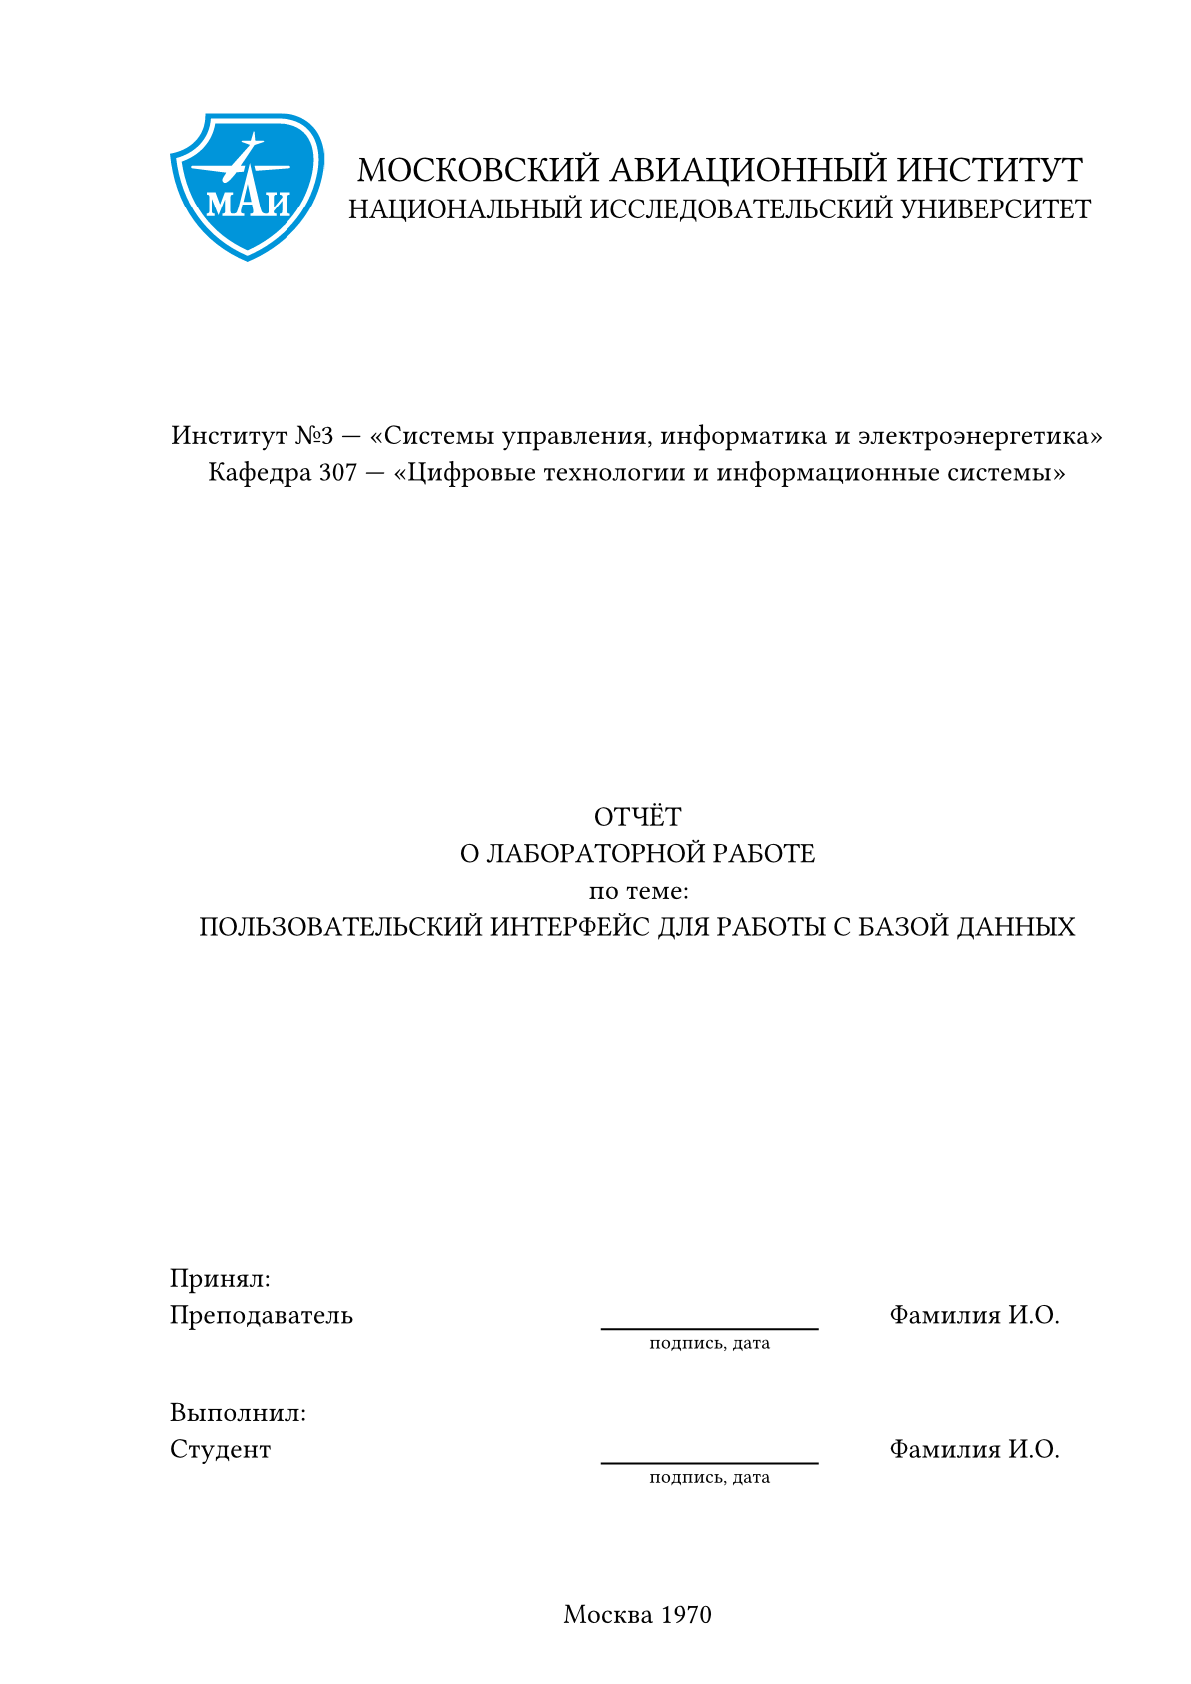 МАИ
МОСКОВСКИЙ АВИАЦИОННЫЙ ИНСТИТУТ
НАЦИОНАЛЬНЫЙ ИССЛЕДОВАТЕЛЬСКИЙ УНИВЕРСИТЕТ
Институт №3 — «Системы управления, информатика и электроэнергетика»
Кафедра 307 — «Цифровые технологии и информационные системы»
ОТЧЁТ
О ЛАБОРАТОРНОЙ РАБОТЕ
по теме:
ПОЛЬЗОВАТЕЛЬСКИЙ ИНТЕРФЕЙС ДЛЯ РАБОТЫ С БАЗОЙ ДАННЫХ
Принял:
Преподаватель Фамилия И.О.
подпись, дата
Выполнил:
Студент Фамилия И.О.
подпись, дата
Москва 1970